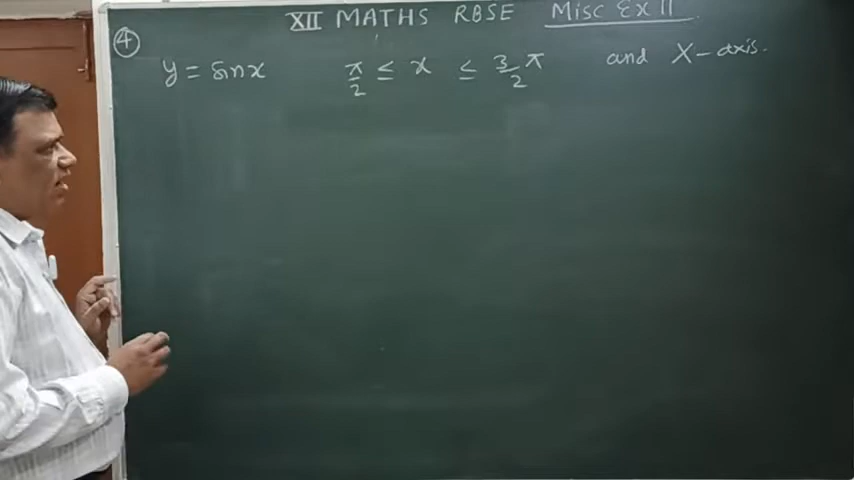 XII MATHS RBSE Misc Ex 11
④ y = sinx π/2 ≤ x ≤ 3/2 π and X-axis.